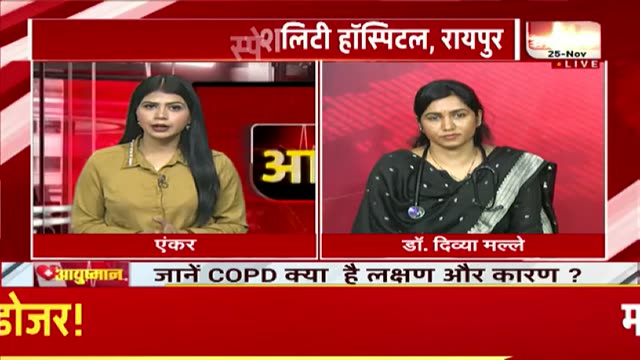 स्पेशलिटी हॉस्पिटल, रायपुर
25-Nov
LIVE
आ
एंकर
डॉ. दिव्या मल्ले
आयुष्मान
जानें COPD क्या है लक्षण और कारण ?
डोजर!
म